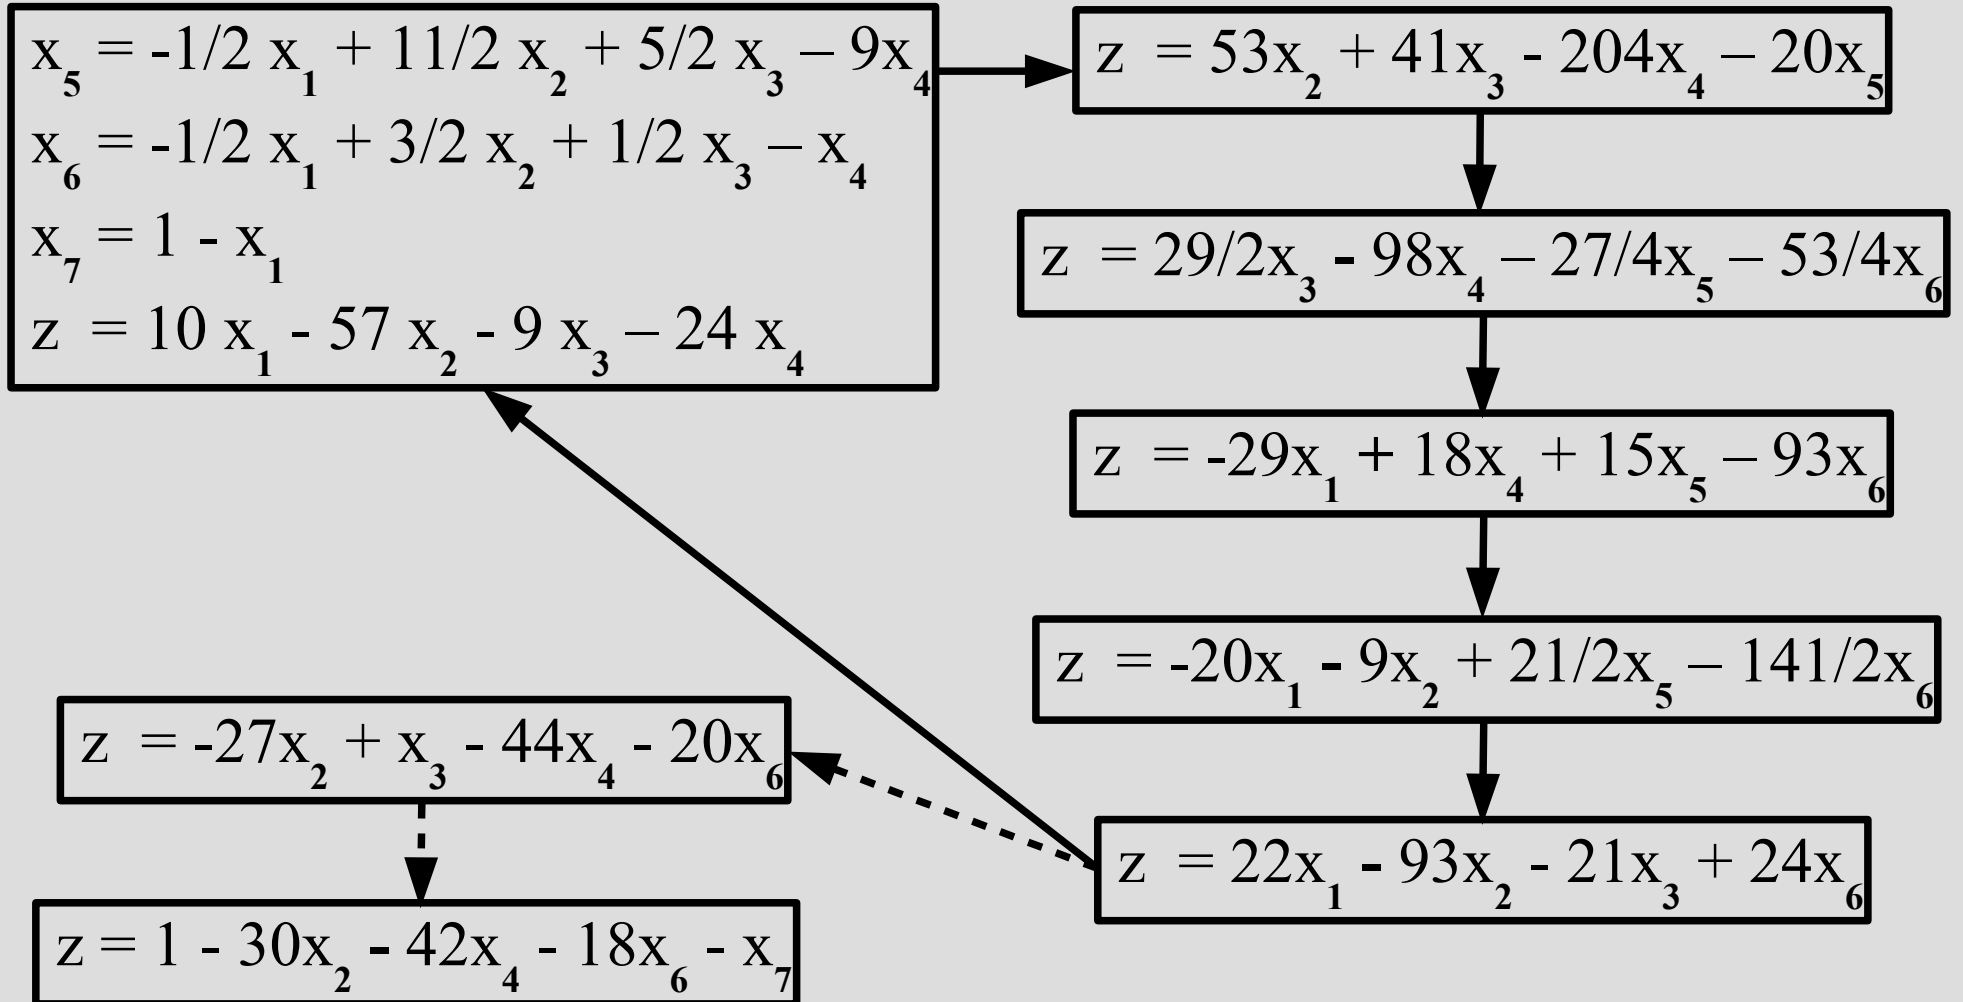 x₅ = -1/2 x₁ + 11/2 x₂ + 5/2 x₃ – 9x₄
x₆ = -1/2 x₁ + 3/2 x₂ + 1/2 x₃ – x₄
x₇ = 1 - x₁
z = 10 x₁ - 57 x₂ - 9 x₃ – 24 x₄
z = 53x₂ + 41x₃ - 204x₄ – 20x₅
z = 29/2x₃ - 98x₄ – 27/4x₅ – 53/4x₆
z = -29x₁ + 18x₄ + 15x₅ – 93x₆
z = -20x₁ - 9x₂ + 21/2x₅ – 141/2x₆
z = 22x₁ - 93x₂ - 21x₃ + 24x₆
z = -27x₂ + x₃ - 44x₄ - 20x₆
z = 1 - 30x₂ - 42x₄ - 18x₆ - x₇